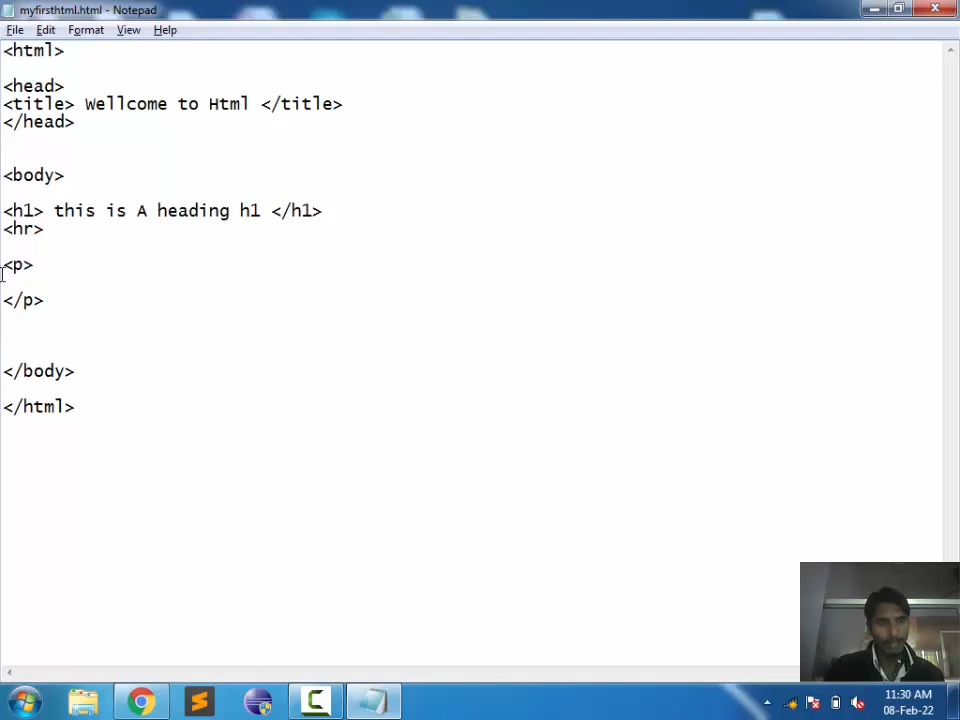 myfirsthtml.html - Notepad
File Edit Format View Help
<html>
<head>
<title> Wellcome to Html </title>
</head>
<body>
<h1> this is A heading h1 </h1>
<hr>
<p>
</p>
</body>
</html>
11:30 AM
08-Feb-22